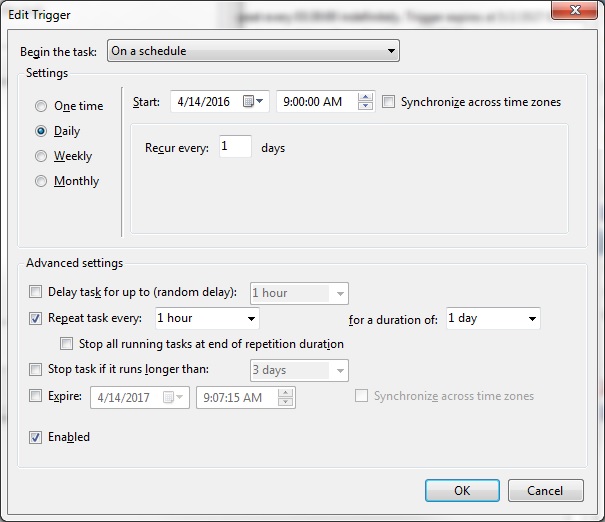 Edit Trigger
Begin the task: On a schedule
Settings
One time
Daily
Weekly
Monthly
Start: 4/14/2016 9:00:00 AM Synchronize across time zones
Recur every: 1 days
Advanced settings
Delay task for up to (random delay): 1 hour
Repeat task every: 1 hour for a duration of: 1 day
Stop all running tasks at end of repetition duration
Stop task if it runs longer than: 3 days
Expire: 4/14/2017 9:07:15 AM Synchronize across time zones
Enabled
OK Cancel